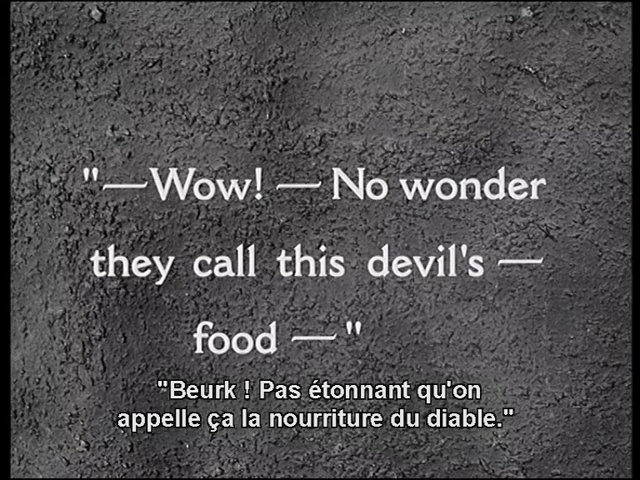 "—Wow! — No wonder
they call this devil's —
food —"
"Beurk ! Pas étonnant qu'on
appelle ça la nourriture du diable."